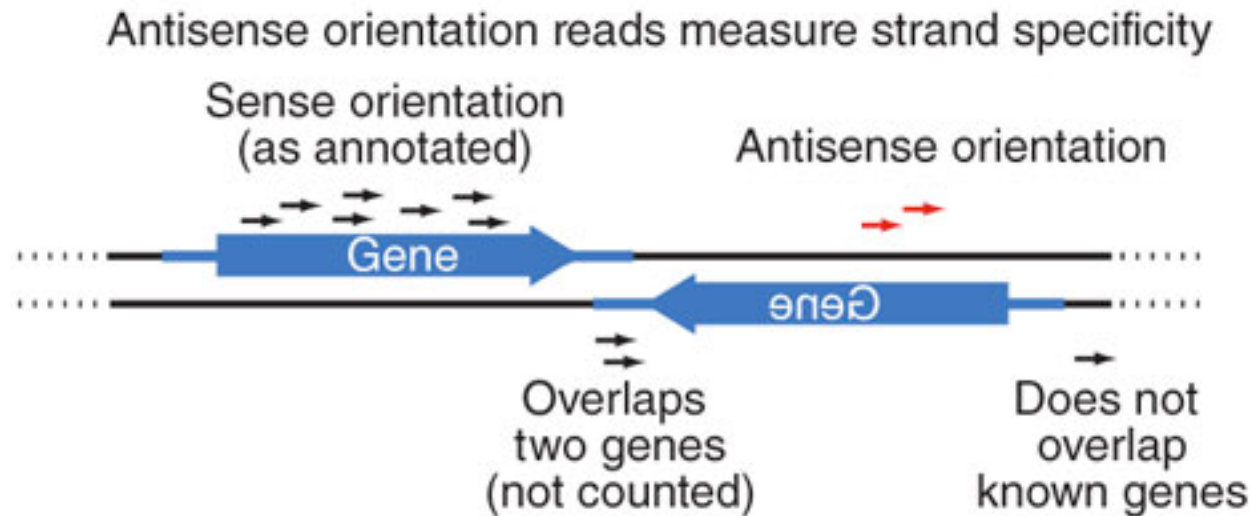 Antisense orientation reads measure strand specificity
Sense orientation
(as annotated)
Antisense orientation
Gene
Gene
Overlaps
two genes
(not counted)
Does not
overlap
known genes